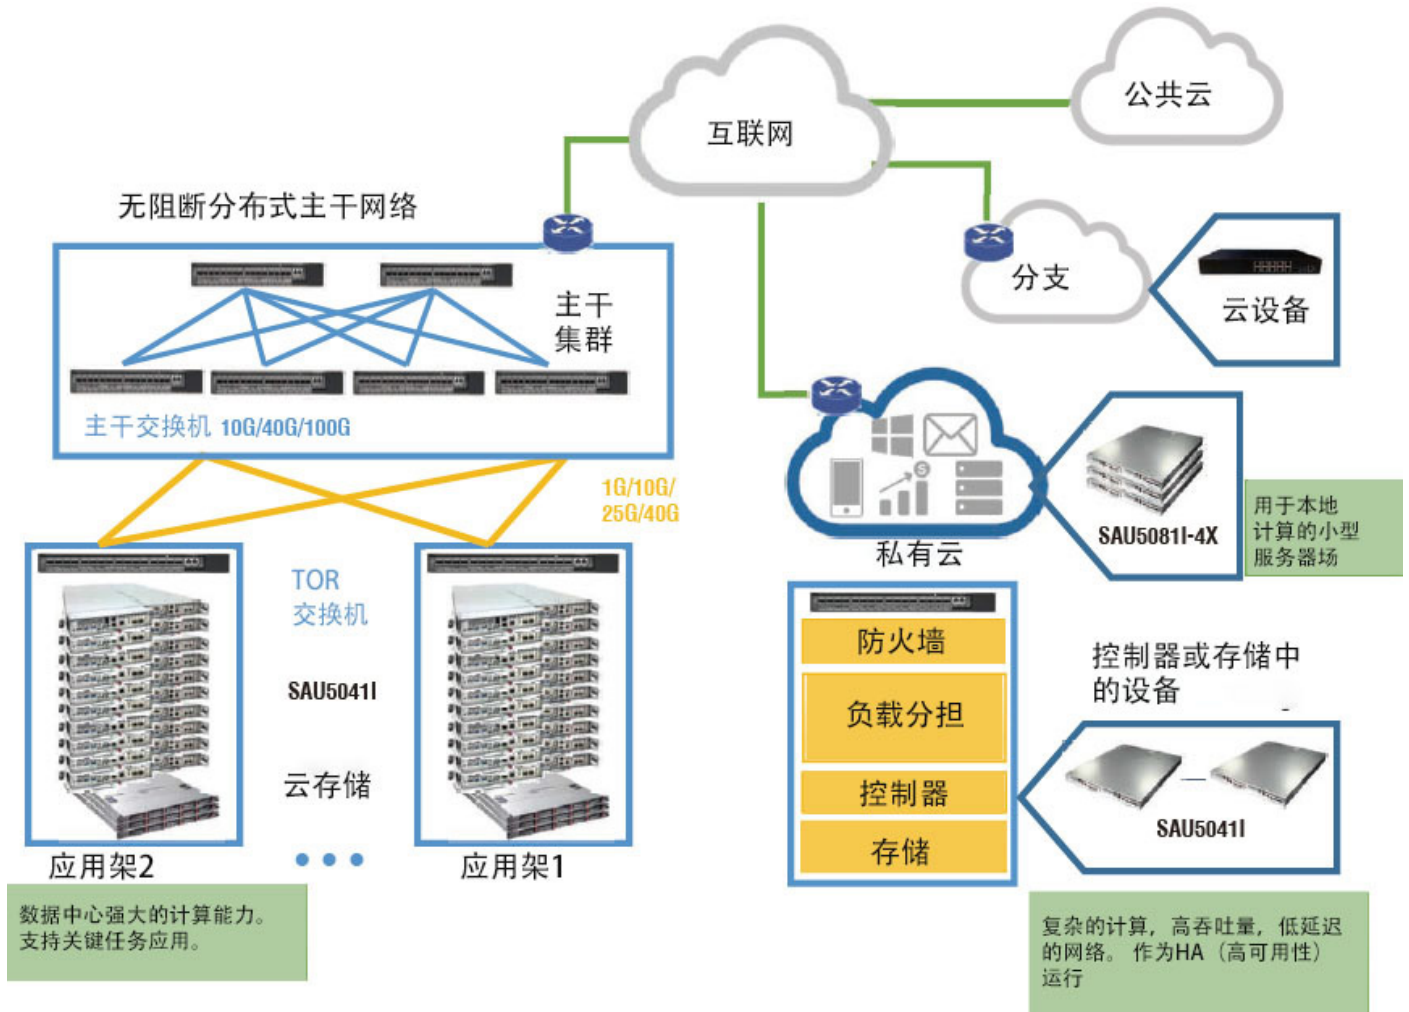 公共云
互联网
无阻断分布式主干网络
分支
云设备
主干
集群
主干交换机 10G/40G/100G
1G/10G/
25G/40G
SAU5081I-4X
用于本地
计算的小型
服务器场
私有云
TOR
交换机
防火墙
控制器或存储中
的设备
SAU5041I
负载分担
云存储
控制器
SAU5041I
存储
应用架2
应用架1
数据中心强大的计算能力。
支持关键任务应用。
复杂的计算，高吞吐量，低延迟
的网络。 作为HA（高可用性）
运行